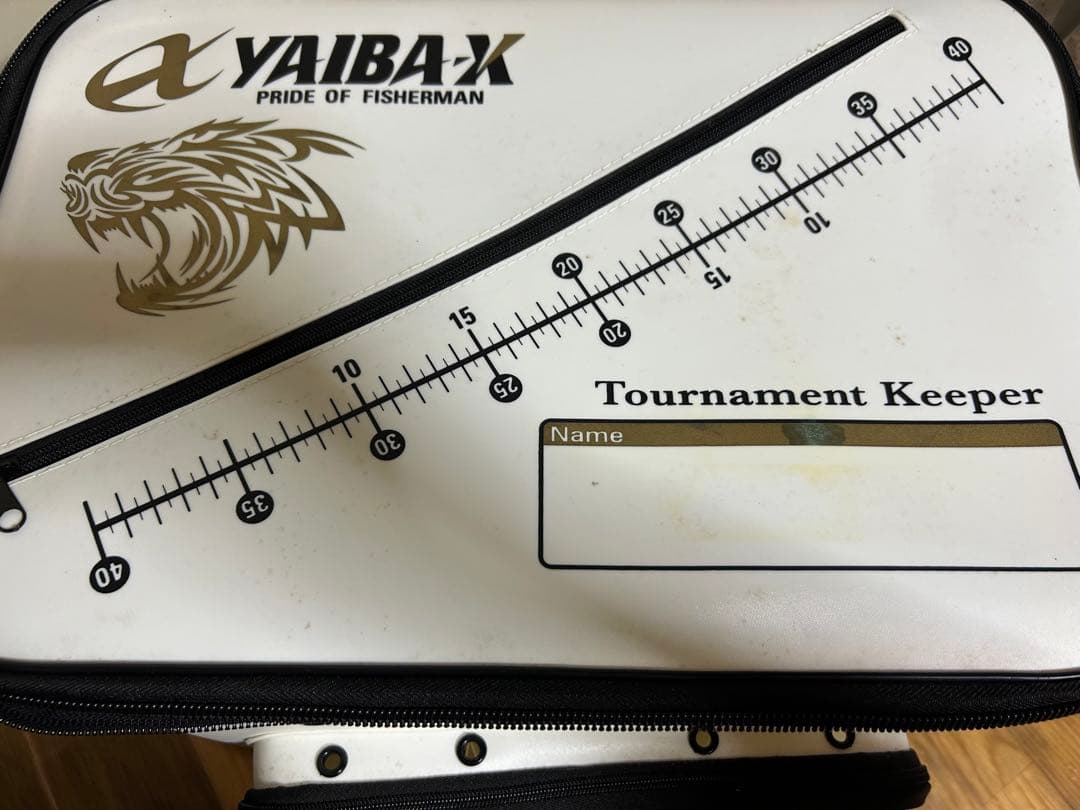 YAIBA-X
PRIDE OF FISHERMAN
10 15 20 25 30 35 40
40 35 30 25 20 15 10
Tournament Keeper
Name